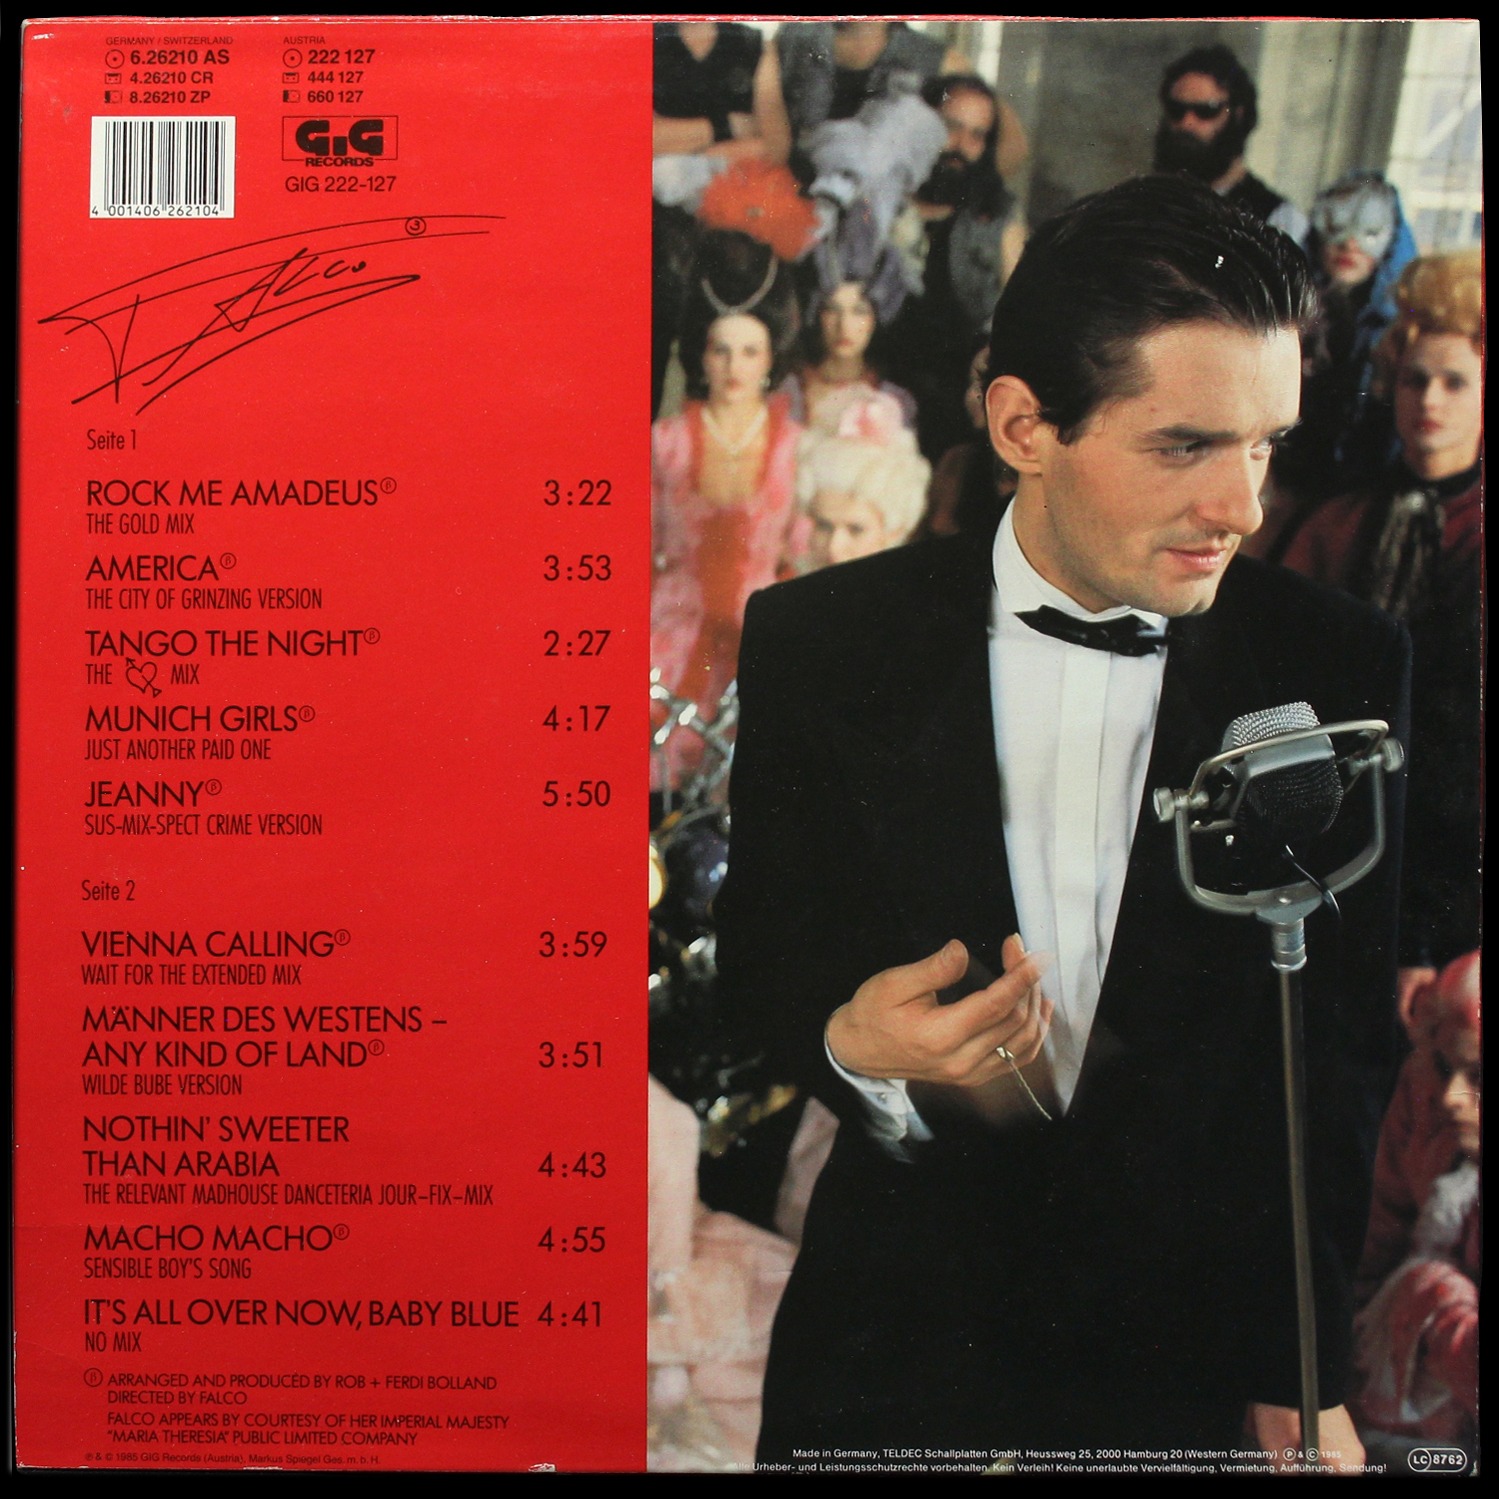 GERMANY / SWITZERLAND
6.26210 AS
4.26210 CR
8.26210 ZP
AUSTRIA
222 127
444 127
660 127
4 001406 262104
GiG
RECORDS
GIG 222-127
FALCO ③
Seite 1
ROCK ME AMADEUS ⓑ 3:22
THE GOLD MIX
AMERICA ⓑ 3:53
THE CITY OF GRINZING VERSION
TANGO THE NIGHT ⓑ 2:27
THE MIX
MUNICH GIRLS ⓑ 4:17
JUST ANOTHER PAID ONE
JEANNY ⓑ 5:50
SUS-MIX-SPECT CRIME VERSION
Seite 2
VIENNA CALLING ⓑ 3:59
WAIT FOR THE EXTENDED MIX
MÄNNER DES WESTENS –
ANY KIND OF LAND ⓑ 3:51
WILDE BUBE VERSION
NOTHIN' SWEETER
THAN ARABIA 4:43
THE RELEVANT MADHOUSE DANCETERIA JOUR–FIX–MIX
MACHO MACHO ⓑ 4:55
SENSIBLE BOY'S SONG
IT'S ALL OVER NOW, BABY BLUE 4:41
NO MIX
ⓑ ARRANGED AND PRODUCED BY ROB + FERDI BOLLAND
DIRECTED BY FALCO
FALCO APPEARS BY COURTESY OF HER IMPERIAL MAJESTY
"MARIA THERESIA" PUBLIC LIMITED COMPANY
℗ & © 1985 GIG Records (Austria), Markus Spiegel Ges. m. b. H.
Made in Germany, TELDEC Schallplatten GmbH, Heussweg 25, 2000 Hamburg 20 (Western Germany) ℗ & © 1985
Alle Urheber- und Leistungsschutzrechte vorbehalten. Kein Verleih! Keine unerlaubte Vervielfältigung, Vermietung, Aufführung, Sendung!
LC 8762